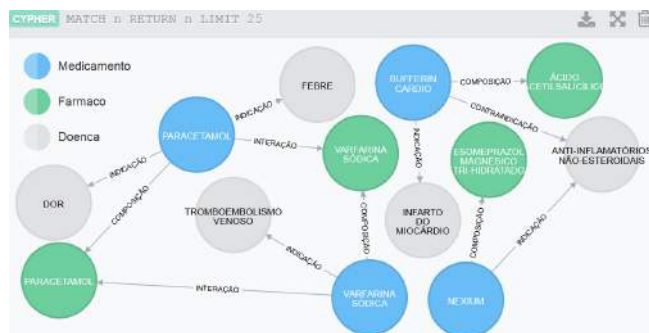 CYPHER MATCH n RETURN n LIMIT 25
Medicamento
Farmaco
Doenca
FEBRE
BUFFERIN
CARDIO
COMPOSIÇÃO
ÁCIDO
ACETILSALICÍLICO
INDICAÇÃO
CONTRAINDICAÇÃO
PARACETAMOL
INTERAÇÃO
VARFARINA
SÓDICA
INDICAÇÃO
ESOMEPRAZOL
MAGNÉSICO
TRI-HIDRATADO
ANTI-INFLAMATÓRIOS
NÃO-ESTEROIDAIS
INDICAÇÃO
DOR
COMPOSIÇÃO
TROMBOEMBOLISMO
VENOSO
COMPOSIÇÃO
INFARTO
DO
MIOCÁRDIO
COMPOSIÇÃO
INDICAÇÃO
INDICAÇÃO
PARACETAMOL
INTERAÇÃO
VARFARINA
SODICA
NEXIUM